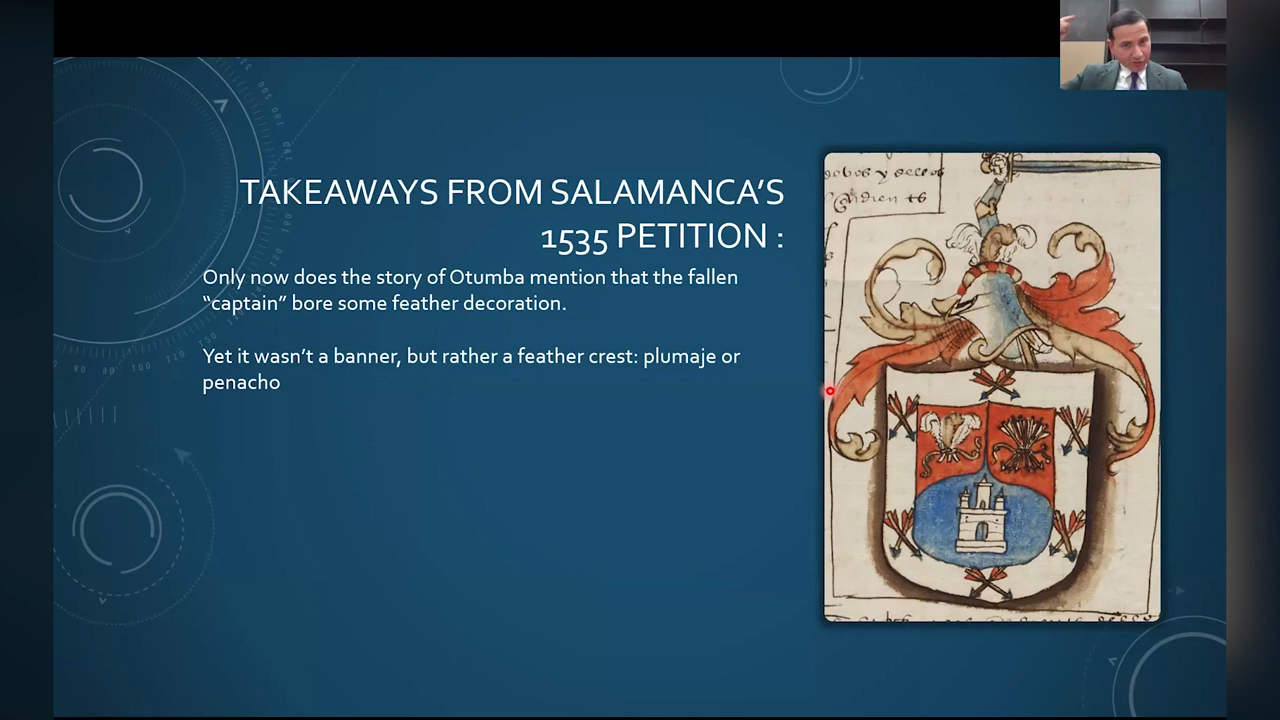 TAKEAWAYS FROM SALAMANCA'S
1535 PETITION :
Only now does the story of Otumba mention that the fallen
“captain” bore some feather decoration.
Yet it wasn't a banner, but rather a feather crest: plumaje or
penacho